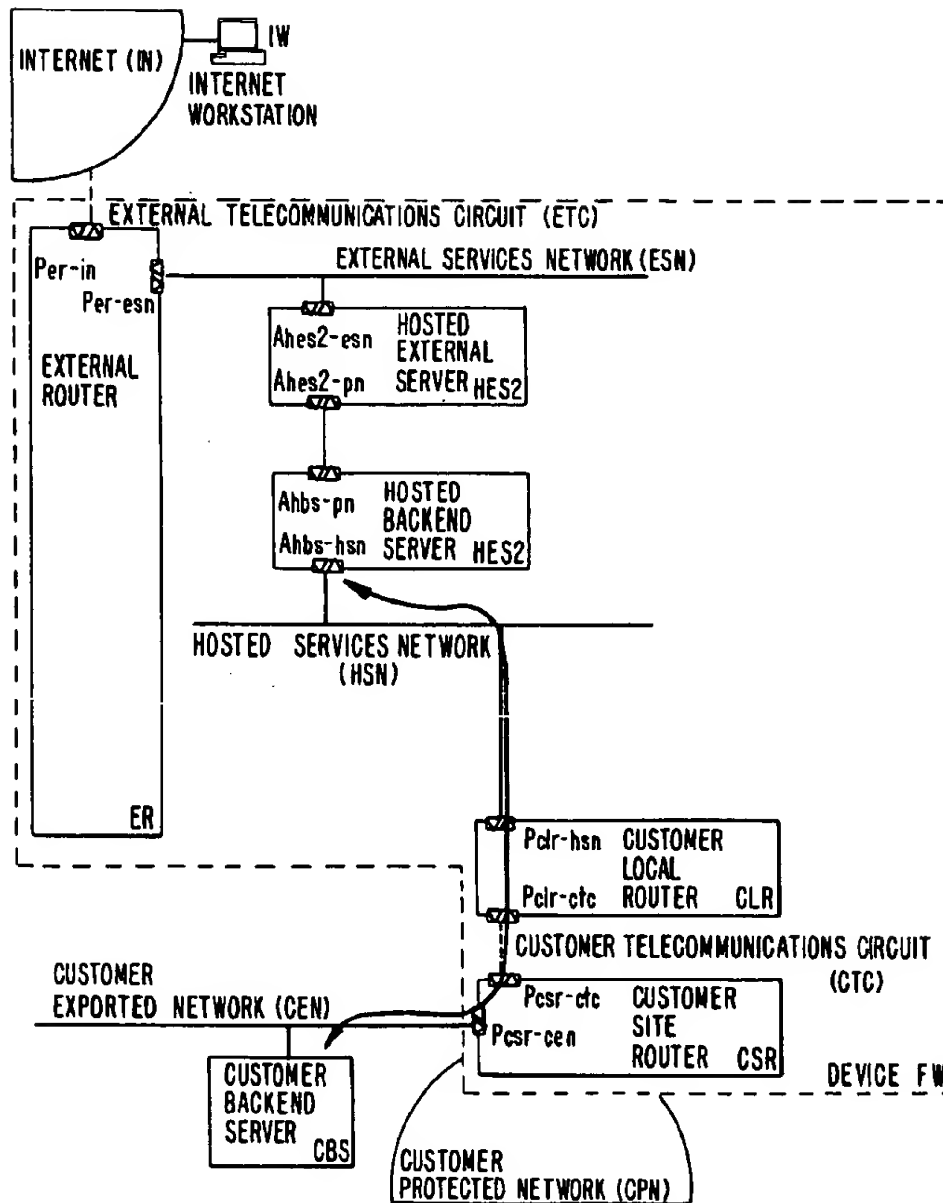 INTERNET (IN)
IW
INTERNET
WORKSTATION
EXTERNAL TELECOMMUNICATIONS CIRCUIT (ETC)
EXTERNAL SERVICES NETWORK (ESN)
Per-in
Per-esn
EXTERNAL
ROUTER
ER
Ahes2-esn
Ahes2-pn
HOSTED
EXTERNAL
SERVER HES2
Ahbs-pn
Ahbs-hsn
HOSTED
BACKEND
SERVER HES2
HOSTED SERVICES NETWORK
(HSN)
Pclr-hsn
Pclr-ctc
CUSTOMER
LOCAL
ROUTER CLR
CUSTOMER TELECOMMUNICATIONS CIRCUIT
(CTC)
CUSTOMER
EXPORTED NETWORK (CEN)
Pcsr-ctc
Pcsr-cen
CUSTOMER
SITE
ROUTER CSR
DEVICE FW
CUSTOMER
BACKEND
SERVER
CBS
CUSTOMER
PROTECTED NETWORK (CPN)